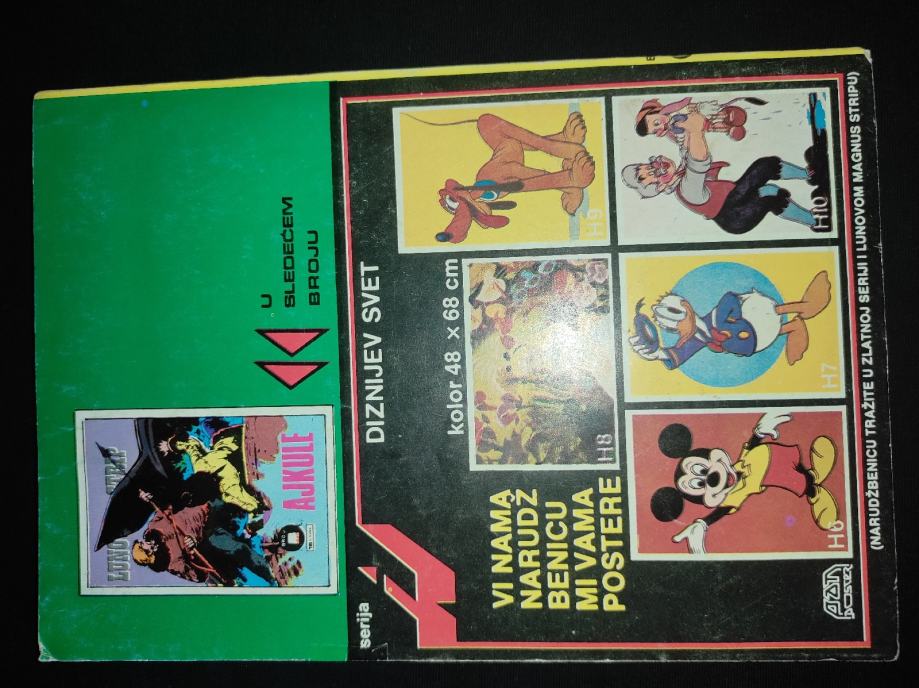 LUNOV
STRIP
AJKULE
U
SLEDEĆEM
BROJU
serija
H
DIZNIJEV SVET
kolor 48 × 68 cm
VI NAMA
NARUDŽ
BENICU
MI VAMA
POSTERE
H6
H7
H8
H9
H10
(NARUDŽBENICU TRAŽITE U ZLATNOJ SERIJI I LUNOVOM MAGNUS STRIPU)